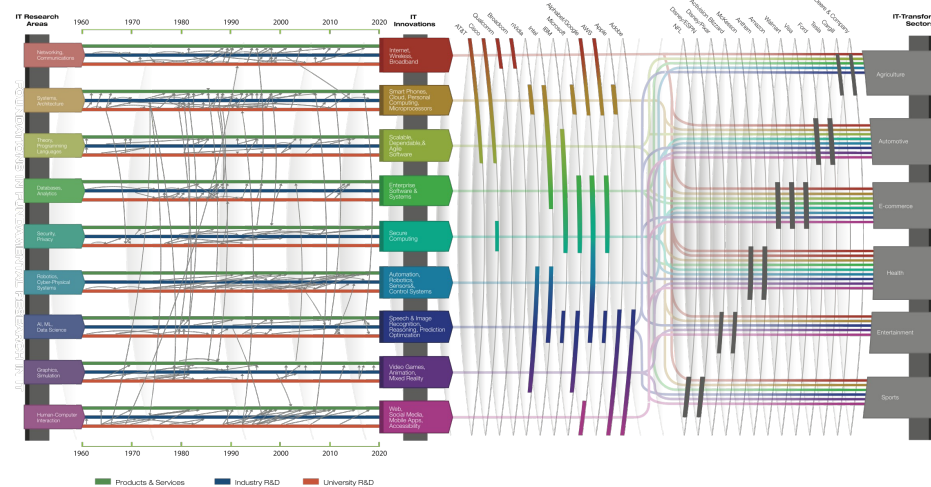 IT Research
Areas
1960
1970
1980
1990
2000
2010
2020
IT
Innovations
AT&T
Cisco
Qualcomm
Broadcom
nVidia
Intel
IBM
Microsoft
Alphabet/Google
AWS
Apple
Adobe
NFL
Disney/ESPN
Disney/Pixar
Activision Blizzard
McKesson
Anthem
Amazon
Walmart
Visa
Ford
Tesla
Cargill
& Company
IT-Transfor
Sectors
Networking,
Communications
Systems,
Architecture
Theory,
Programming
Languages
Databases,
Analytics
Security,
Privacy
Robotics,
Cyber-Physical
Systems
AI, ML,
Data Science
Graphics,
Simulation
Human-Computer
Interaction
Internet,
Wireless,
Broadband
Smart Phones,
Cloud, Personal
Computing,
Microprocessors
Scalable,
Dependable,&
Agile
Software
Enterprise
Software &
Systems
Secure
Computing
Automation,
Robotics,
Sensors&,
Control Systems
Speech & Image
Recognition,
Reasoning, Prediction
Optimization
Video Games,
Animation,
Mixed Reality
Web,
Social Media,
Mobile Apps,
Accessability
Agriculture
Automotive
E-commerce
Health
Entertainment
Sports
1960
1970
1980
1990
2000
2010
2020
Products & Services
Industry R&D
University R&D